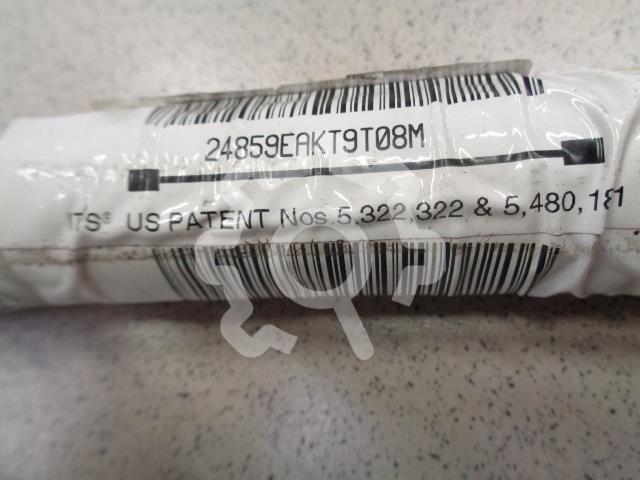 24859EAKT9T08M
ITS® US PATENT Nos. 5,322,322 & 5,480,181